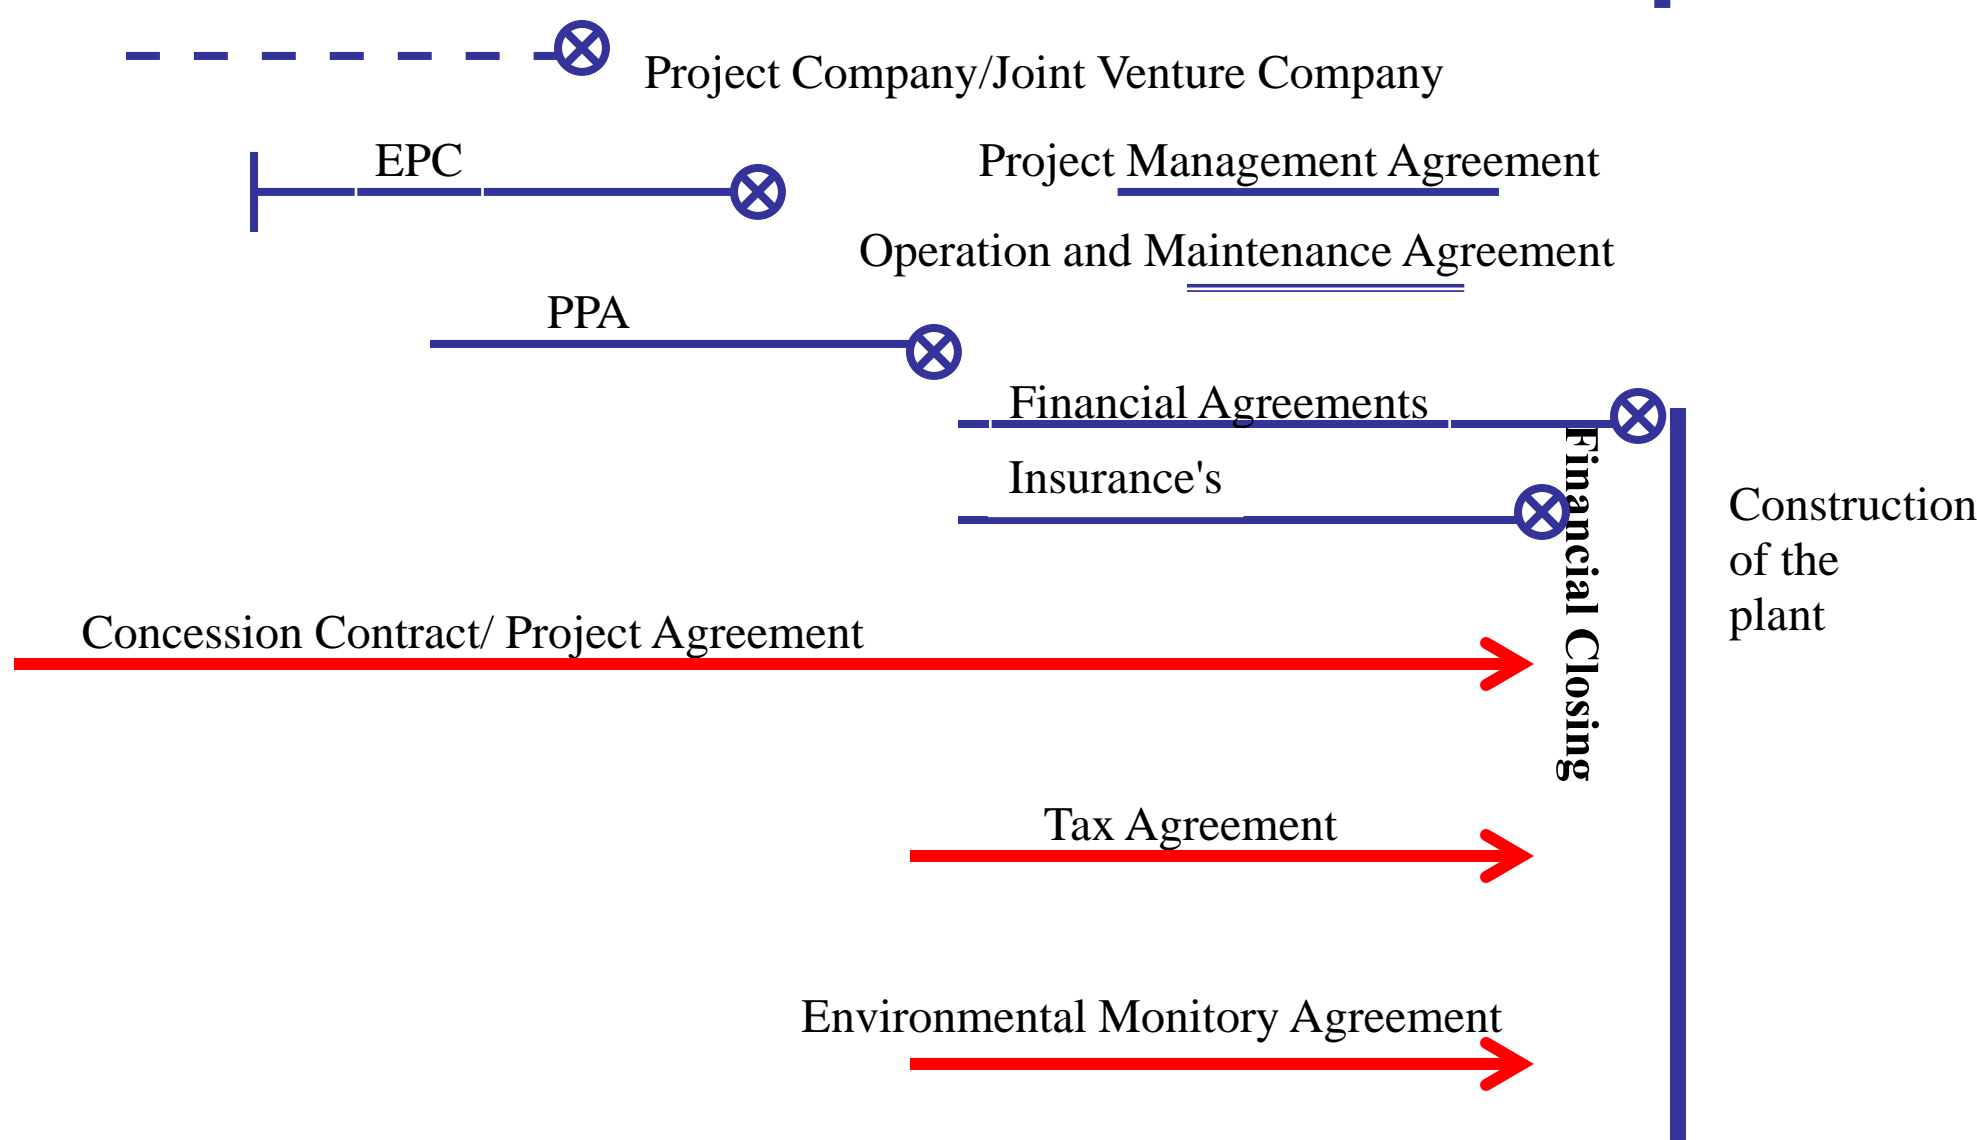 Project Company/Joint Venture Company
EPC
Project Management Agreement
Operation and Maintenance Agreement
PPA
Financial Agreements
Insurance's
Financial Closing
Construction
of the
plant
Concession Contract/ Project Agreement
Tax Agreement
Environmental Monitory Agreement